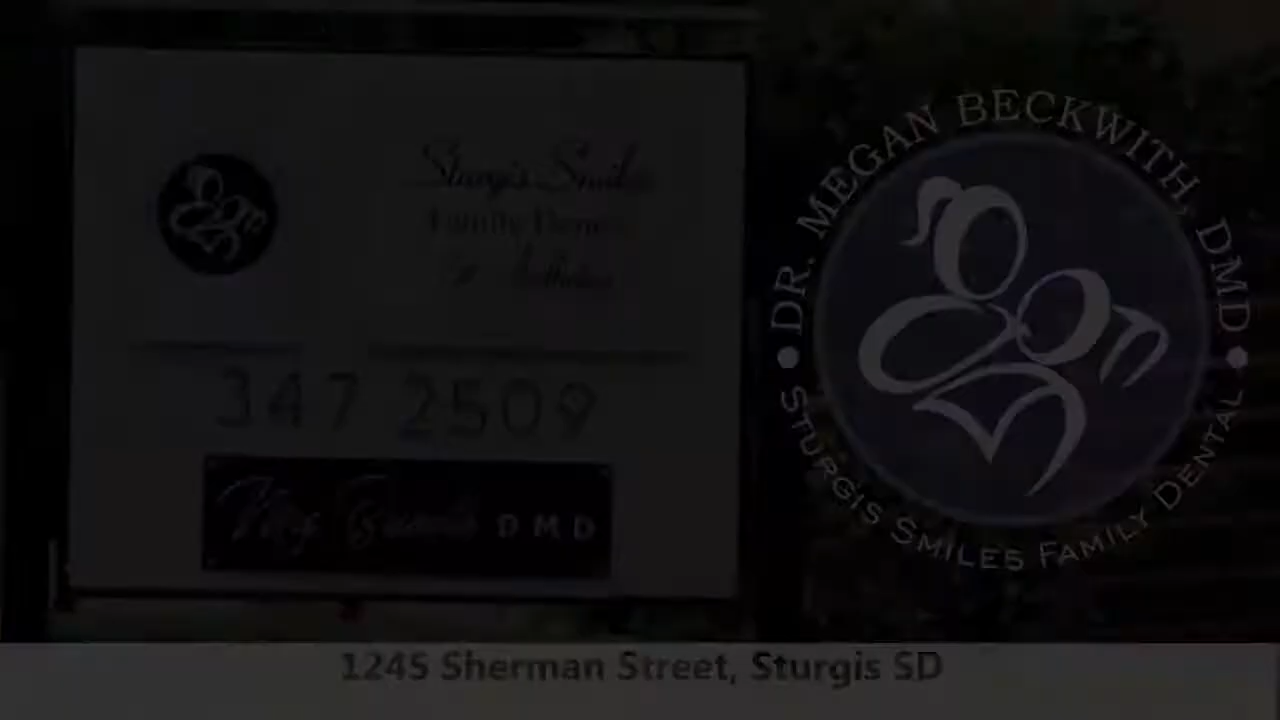 Sturgis Smiles
Family Dental
347 2509
DMD
DR. MEGAN BECKWITH, DMD
STURGIS SMILES FAMILY DENTAL
1245 Sherman Street, Sturgis SD